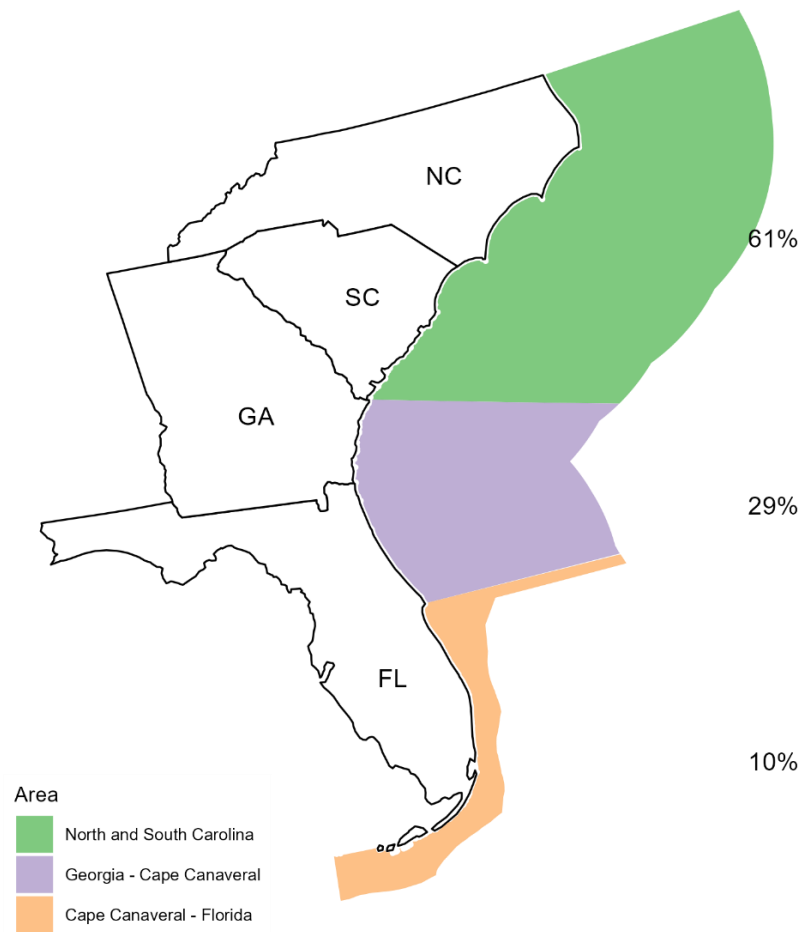 NC
61%
SC
GA
29%
FL
10%
Area
North and South Carolina
Georgia - Cape Canaveral
Cape Canaveral - Florida